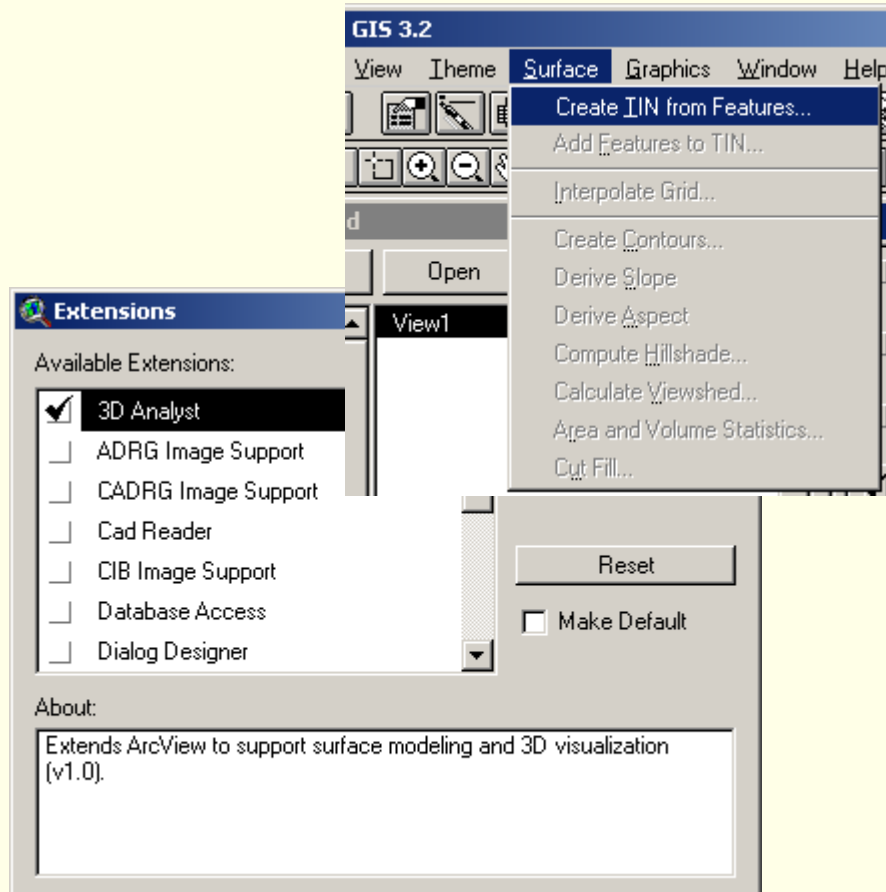 GIS 3.2
View Theme Surface Graphics Window Help
Create TIN from Features...
Add Features to TIN...
Interpolate Grid...
Create Contours...
Derive Slope
Derive Aspect
Compute Hillshade...
Calculate Viewshed...
Area and Volume Statistics...
Cut Fill...
d
Open
View1
Extensions
Available Extensions:
3D Analyst
ADRG Image Support
CADRG Image Support
Cad Reader
CIB Image Support
Database Access
Dialog Designer
Reset
Make Default
About:
Extends ArcView to support surface modeling and 3D visualization
(v1.0).